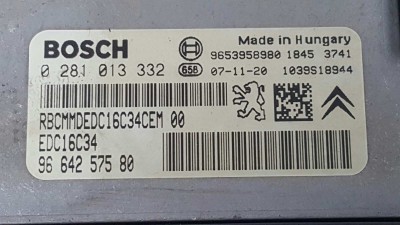 BOSCH
Made in Hungary
9653958980 1845 3741
0 281 013 332
658
07-11-20
1039S18944
RBCMMDEDC16C34CEM 00
EDC16C34
96 642 575 80